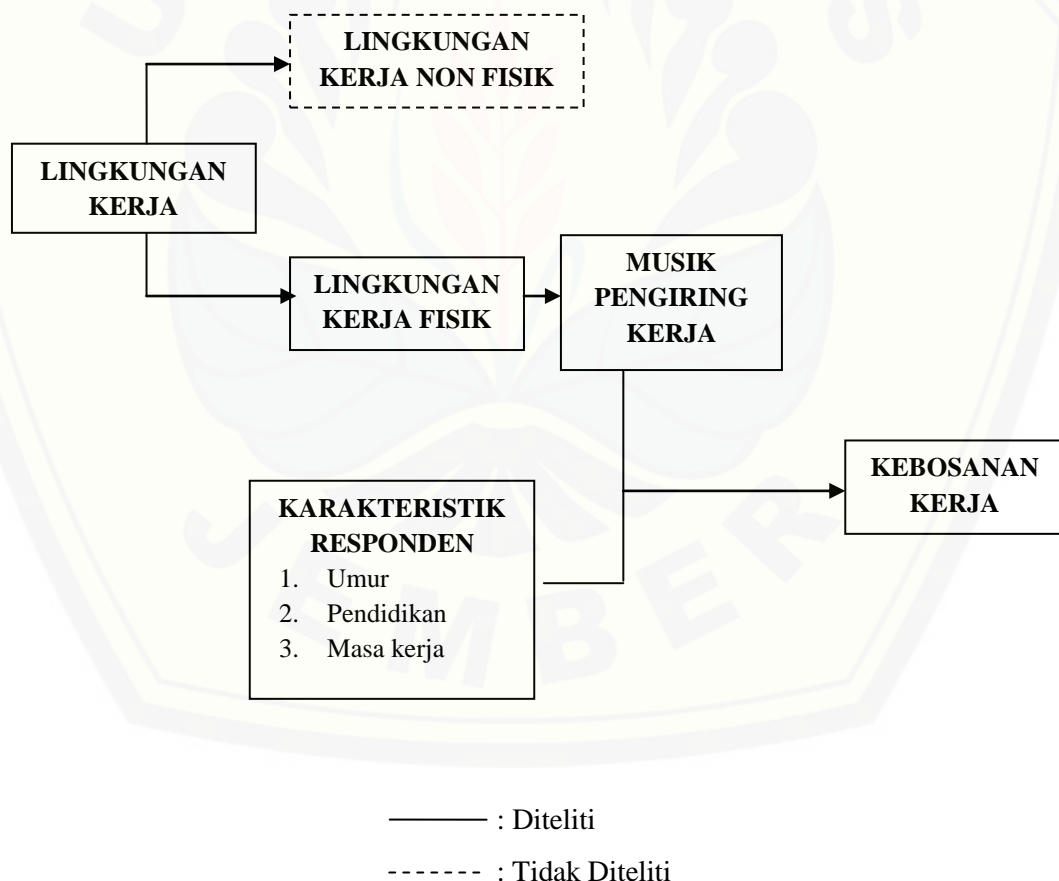 LINGKUNGAN
KERJA NON FISIK
LINGKUNGAN
KERJA
LINGKUNGAN
KERJA FISIK
MUSIK
PENGIRING
KERJA
KEBOSANAN
KERJA
KARAKTERISTIK
RESPONDEN
1. Umur
2. Pendidikan
3. Masa kerja
: Diteliti
: Tidak Diteliti
JEMBER